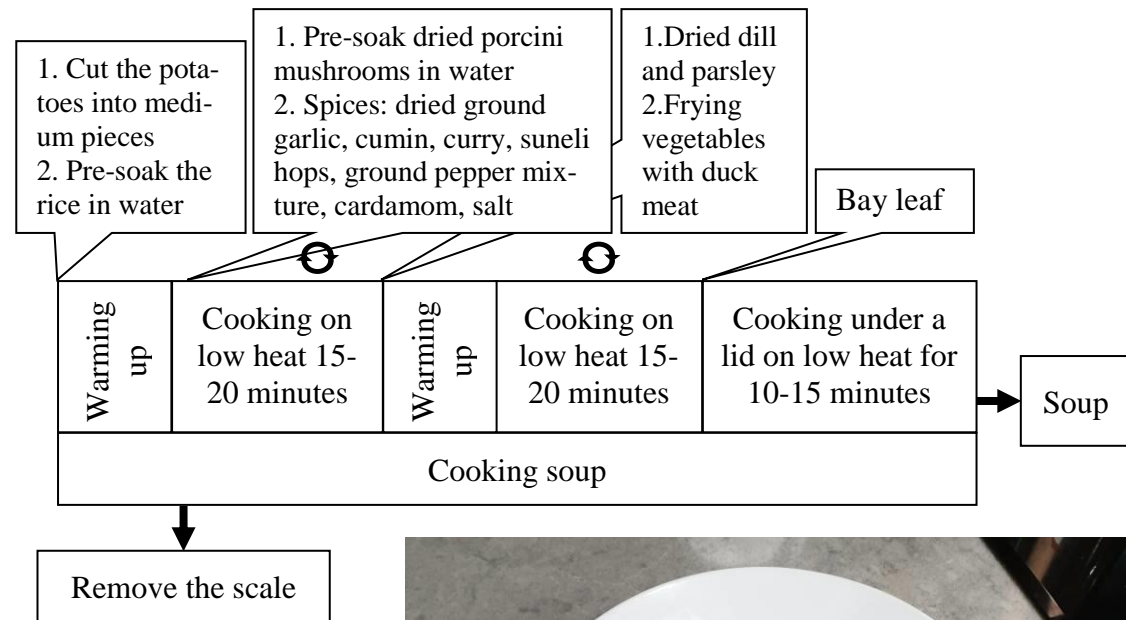 1. Cut the pota-
toes into medi-
um pieces
2. Pre-soak the
rice in water
1. Pre-soak dried porcini
mushrooms in water
2. Spices: dried ground
garlic, cumin, curry, suneli
hops, ground pepper mix-
ture, cardamom, salt
1.Dried dill
and parsley
2.Frying
vegetables
with duck
meat
Bay leaf
Warming
up
Cooking on
low heat 15-
20 minutes
Warming
up
Cooking on
low heat 15-
20 minutes
Cooking under a
lid on low heat for
10-15 minutes
Soup
Cooking soup
Remove the scale